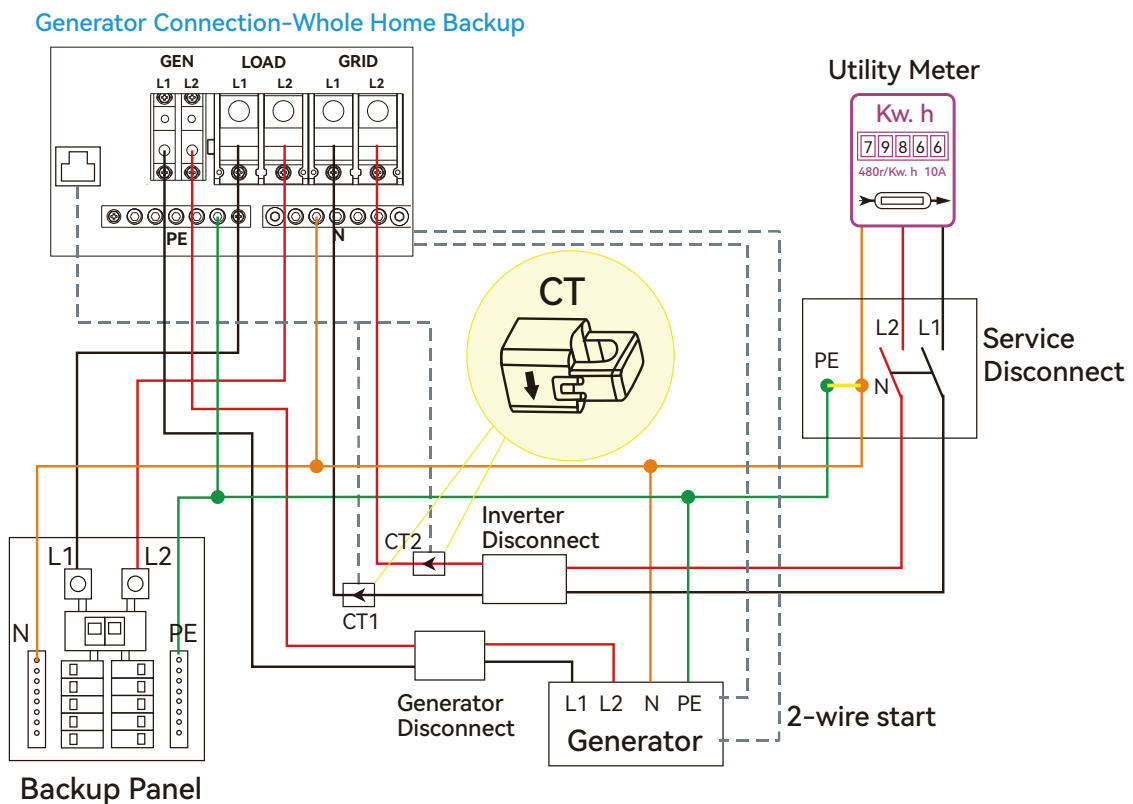 Generator Connection-Whole Home Backup
GEN
LOAD
GRID
L1
L2
L1
L2
L1
L2
PE
N
Utility Meter
Kw. h
79866
480r/Kw. h 10A
CT
L2
L1
PE
N
Service
Disconnect
Inverter
Disconnect
CT2
CT1
L1
L2
N
PE
Generator
Disconnect
L1
L2
N
PE
Generator
2-wire start
Backup Panel